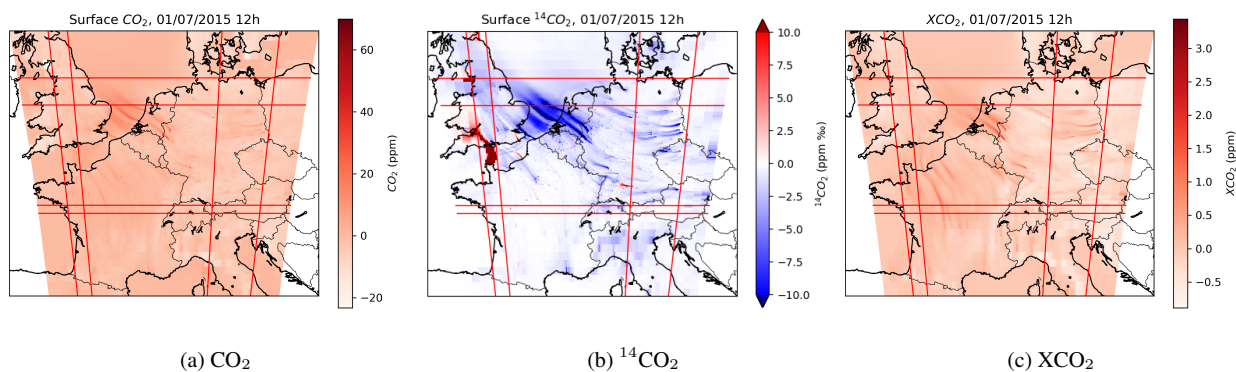 Surface CO₂, 01/07/2015 12h
60
40
20
0
−20
CO₂ (ppm)
(a) CO₂
Surface ¹⁴CO₂, 01/07/2015 12h
10.0
7.5
5.0
2.5
0.0
−2.5
−5.0
−7.5
−10.0
¹⁴CO₂ (ppm ‰)
(b) ¹⁴CO₂
XCO₂, 01/07/2015 12h
3.0
2.5
2.0
1.5
1.0
0.5
0.0
−0.5
XCO₂ (ppm)
(c) XCO₂